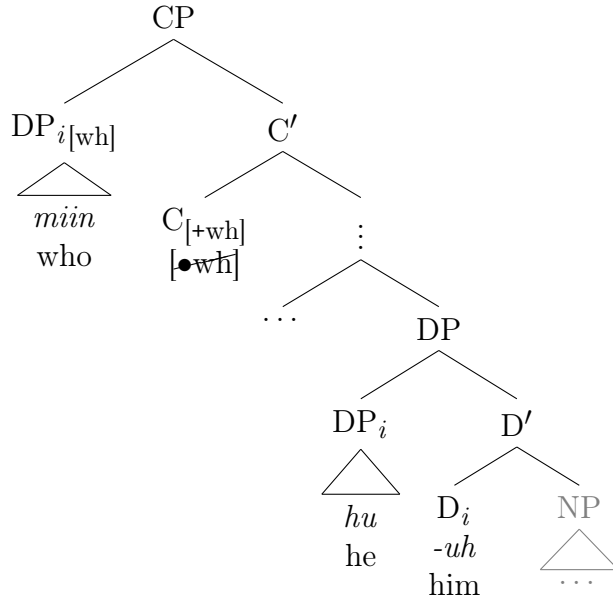 CP
DP_i[wh] C′
miin
who
C[+wh]
[•wh]
⋮
… DP
DP_i D′
hu
he
D_i NP
-uh
him
…